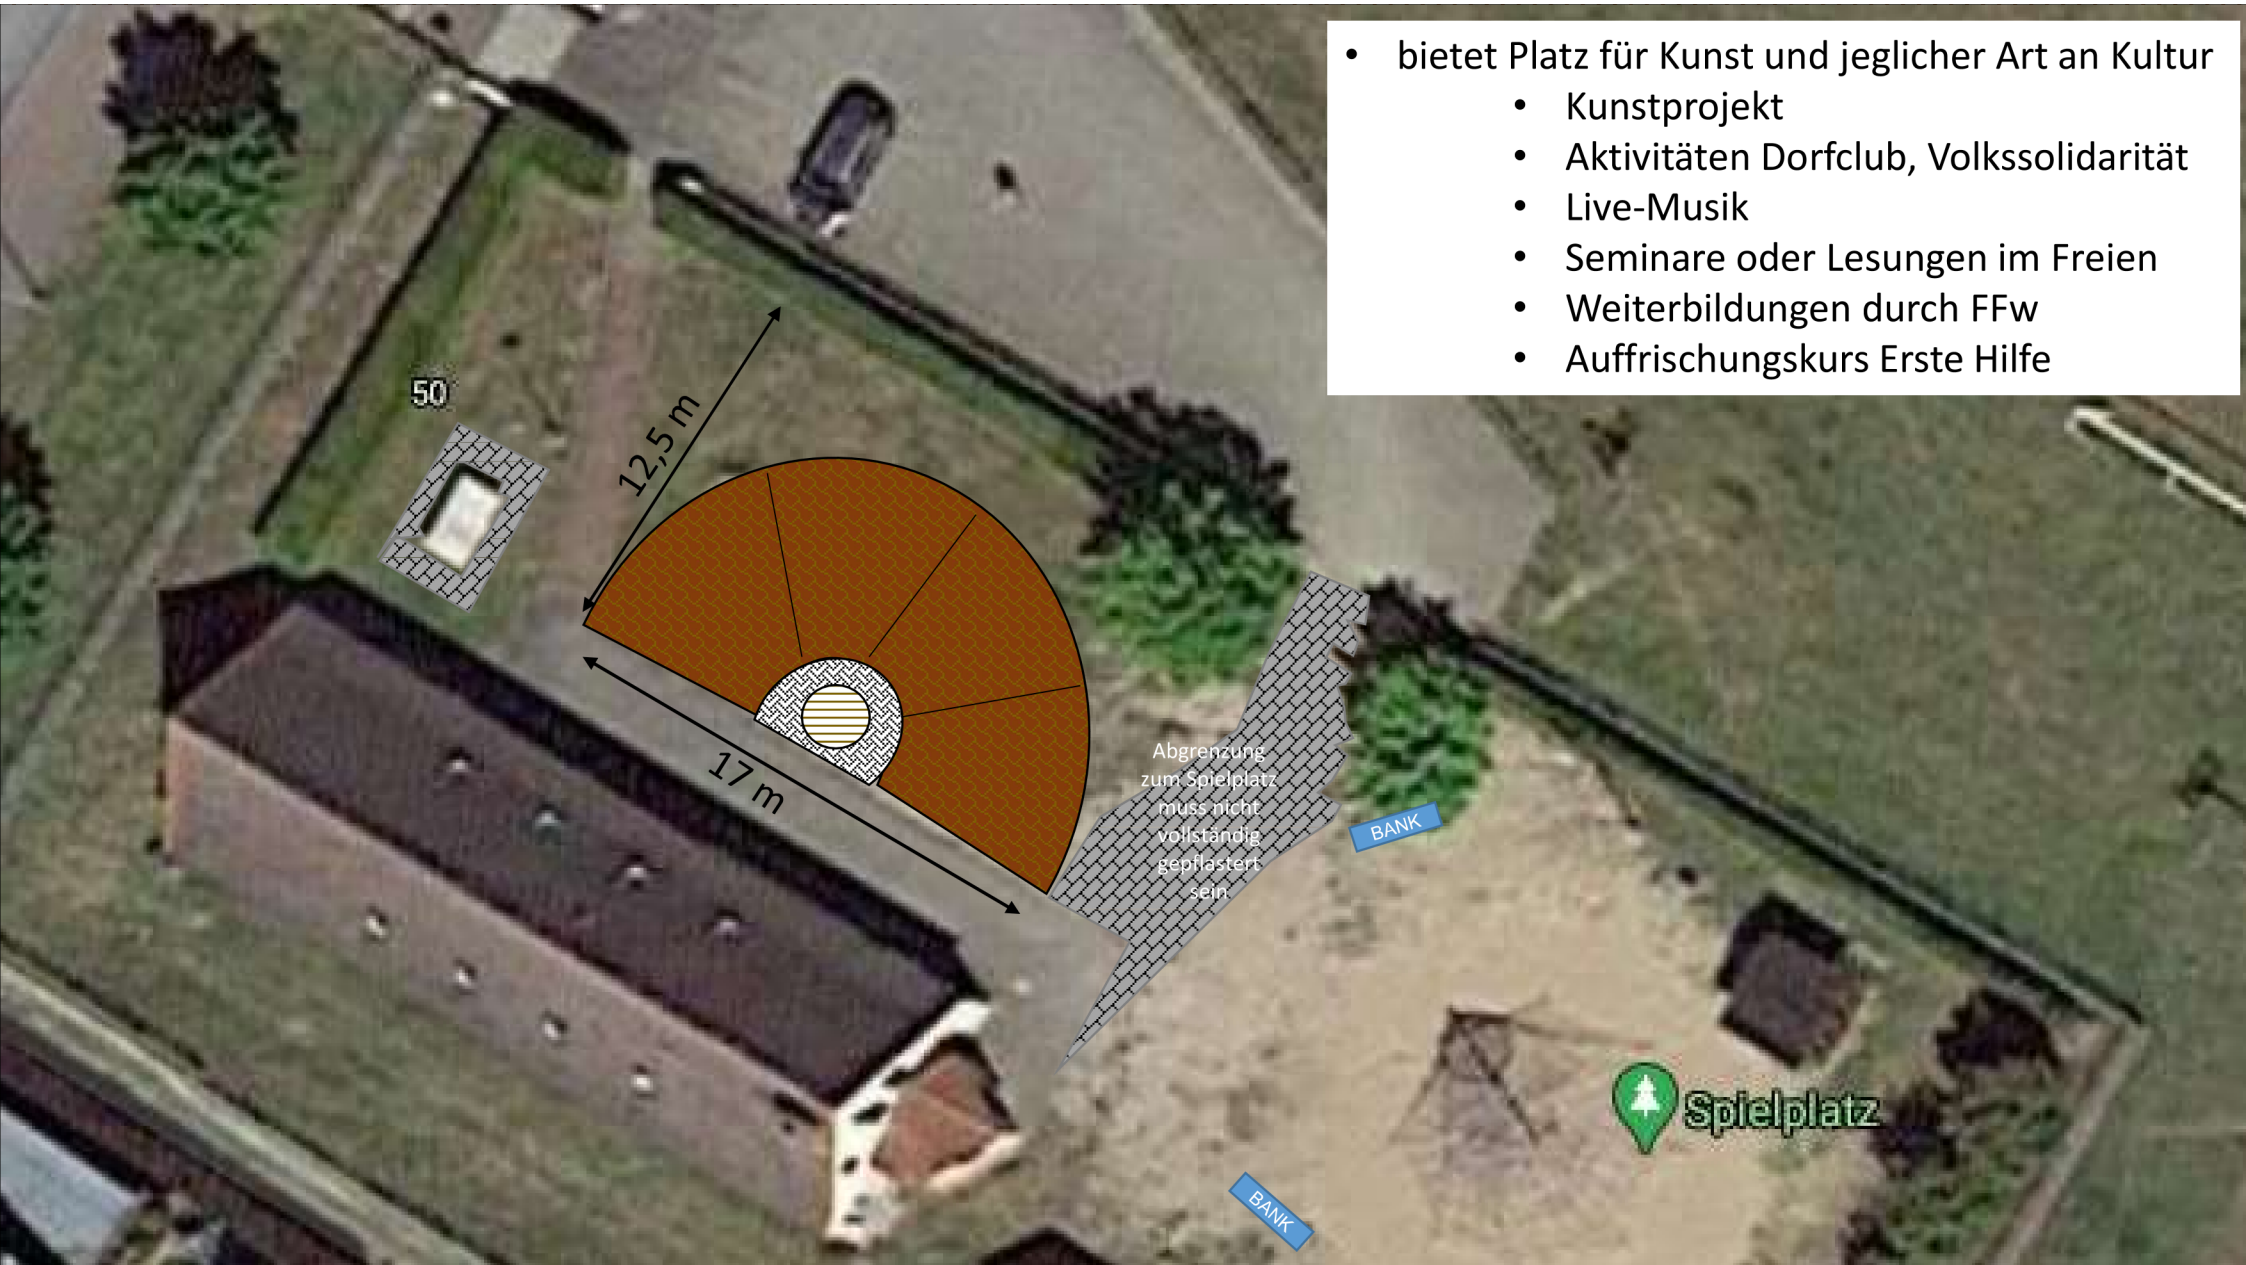 • bietet Platz für Kunst und jeglicher Art an Kultur
• Kunstprojekt
• Aktivitäten Dorfclub, Volkssolidarität
• Live-Musik
• Seminare oder Lesungen im Freien
• Weiterbildungen durch FFw
• Auffrischungskurs Erste Hilfe
50
12,5 m
17 m
Abgrenzung
zum Spielplatz
muss nicht
vollständig
gepflastert
sein
BANK
Spielplatz
BANK